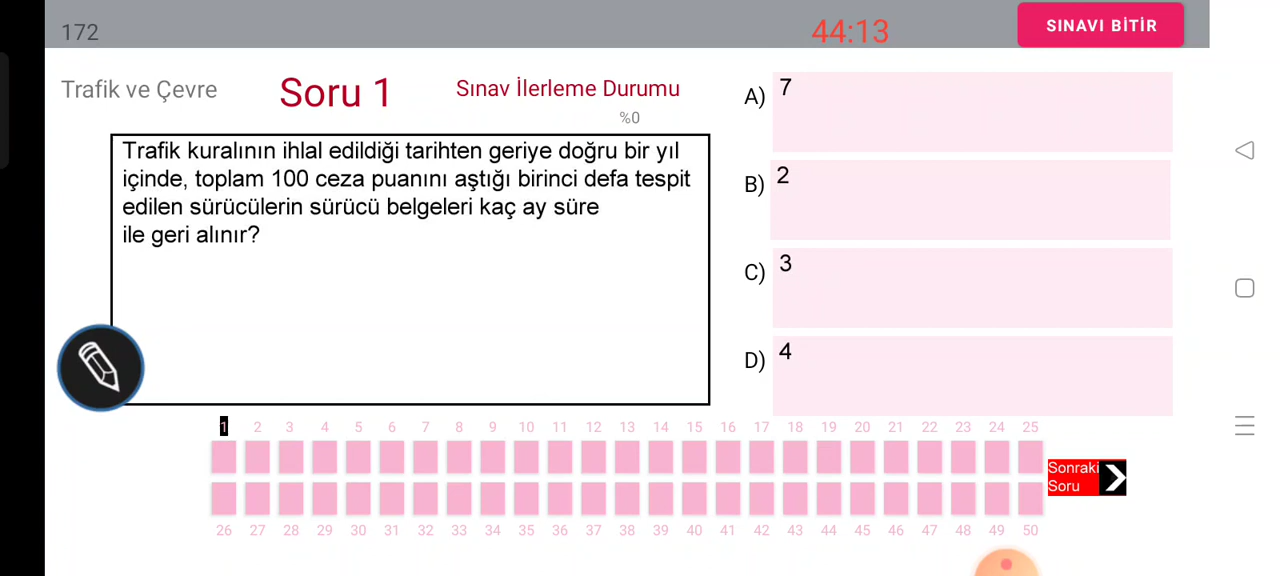 172
44:13
SINAVI BİTİR
Trafik ve Çevre
Soru 1
Sınav İlerleme Durumu
%0
Trafik kuralının ihlal edildiği tarihten geriye doğru bir yıl
içinde, toplam 100 ceza puanını aştığı birinci defa tespit
edilen sürücülerin sürücü belgeleri kaç ay süre
ile geri alınır?
A) 7
B) 2
C) 3
D) 4
1 2 3 4 5 6 7 8 9 10 11 12 13 14 15 16 17 18 19 20 21 22 23 24 25
Sonraki
Soru
26 27 28 29 30 31 32 33 34 35 36 37 38 39 40 41 42 43 44 45 46 47 48 49 50